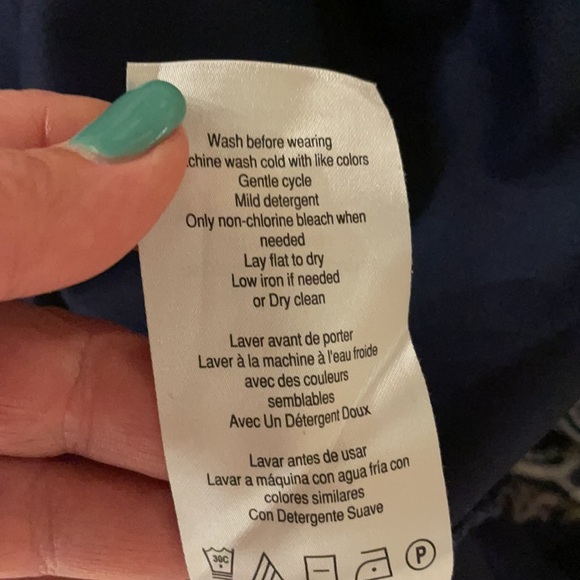 Wash before wearing
chine wash cold with like colors
Gentle cycle
Mild detergent
Only non-chlorine bleach when
needed
Lay flat to dry
Low iron if needed
or Dry clean
Laver avant de porter
Laver à la machine à l'eau froide
avec des couleurs
semblables
Avec Un Détergent Doux
Lavar antes de usar
Lavar a máquina con agua fría con
colores similares
Con Detergente Suave
30C P